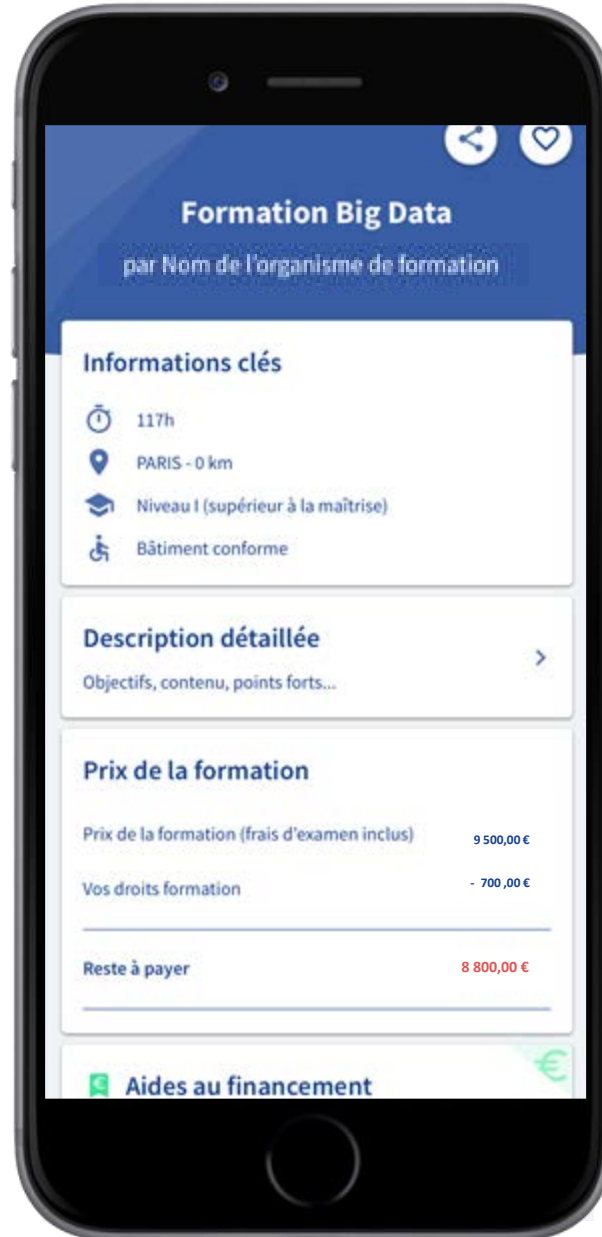 Formation Big Data
par Nom de l'organisme de formation
Informations clés
117h
PARIS - 0 km
Niveau I (supérieur à la maîtrise)
Bâtiment conforme
Description détaillée
Objectifs, contenu, points forts...
Prix de la formation
Prix de la formation (frais d'examen inclus) 9 500,00 €
Vos droits formation - 700 ,00 €
Reste à payer 8 800,00 €
€ Aides au financement €